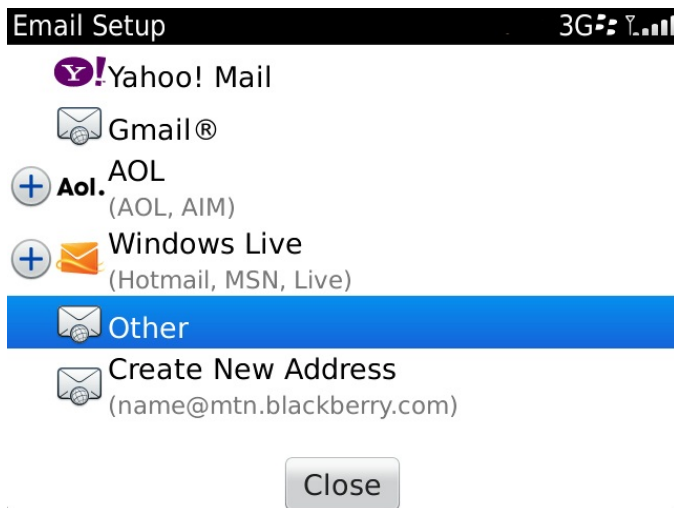 Email Setup 3G
Y! Yahoo! Mail
Gmail®
Aol. AOL
(AOL, AIM)
Windows Live
(Hotmail, MSN, Live)
Other
Create New Address
(name@mtn.blackberry.com)
Close